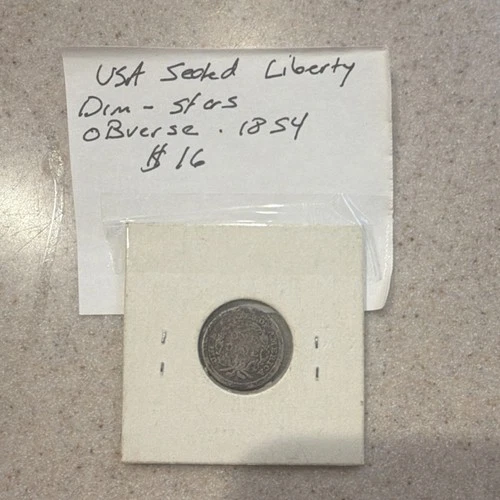 USA Seated Liberty
Dim - stars
OBverse . 1854
$16